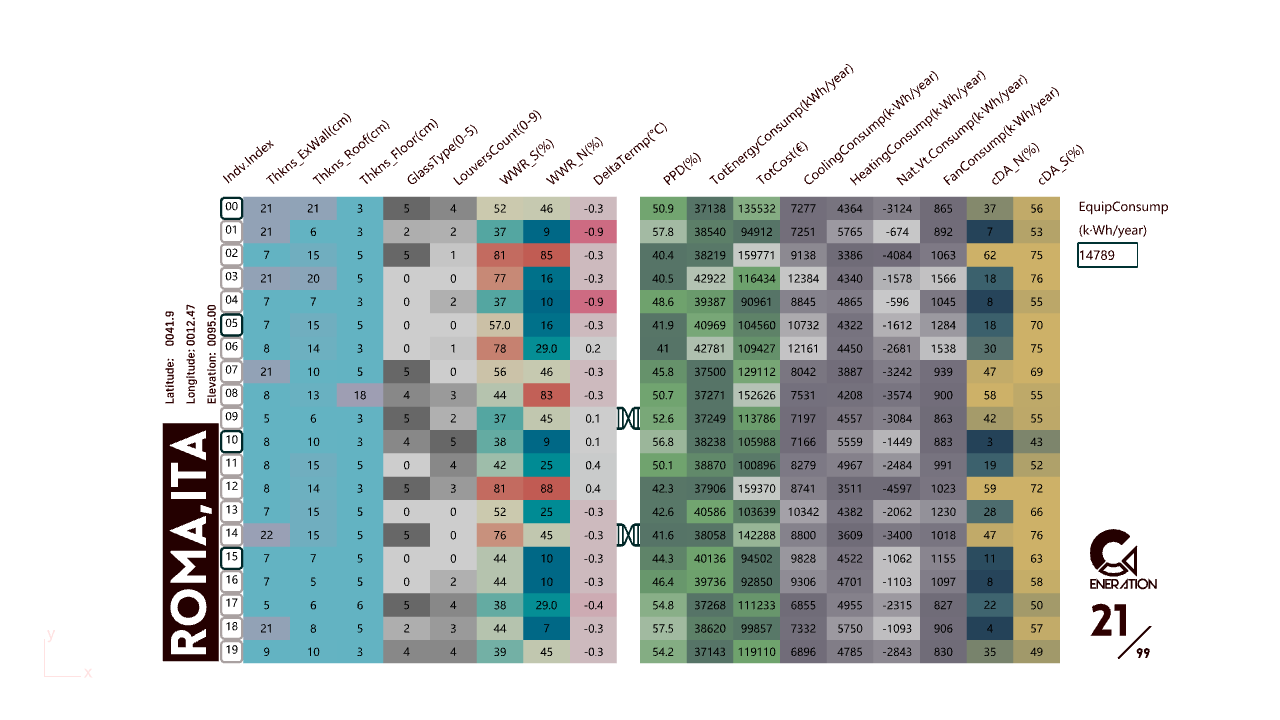 Indv.Index Thkns_ExWall(cm) Thkns_Roof(cm) Thkns_Floor(cm) GlassType(0-5) LouversCount(0-9) WWR_S(%) WWR_N(%) DeltaTermp(°C) PPD(%) TotEnergyConsump(kWh/year) TotCost(€) CoolingConsump(k·Wh/year) HeatingConsump(k·Wh/year) Nat.Vt.Consump(k·Wh/year) FanConsump(k·Wh/year) cDA_N(%) cDA_S(%)
00 21 21 3 5 4 52 46 -0.3 50.9 37138 135532 7277 4364 -3124 865 37 56
01 21 6 3 2 2 37 9 -0.9 57.8 38540 94912 7251 5765 -674 892 7 53
02 7 15 5 5 1 81 85 -0.3 40.4 38219 159771 9138 3386 -4084 1063 62 75
03 21 20 5 0 0 77 16 -0.3 40.5 42922 116434 12384 4340 -1578 1566 18 76
04 7 7 3 0 2 37 10 -0.9 48.6 39387 90961 8845 4865 -596 1045 8 55
05 7 15 5 0 0 57.0 16 -0.3 41.9 40969 104560 10732 4322 -1612 1284 18 70
06 8 14 3 0 1 78 29.0 0.2 41 42781 109427 12161 4450 -2681 1538 30 75
07 21 10 5 5 0 56 46 -0.3 45.8 37500 129112 8042 3887 -3242 939 47 69
08 8 13 18 4 3 44 83 -0.3 50.7 37271 152626 7531 4208 -3574 900 58 55
09 5 6 3 5 2 37 45 0.1 52.6 37249 113786 7197 4557 -3084 863 42 55
10 8 10 3 4 5 38 9 0.1 56.8 38238 105988 7166 5559 -1449 883 3 43
11 8 15 5 0 4 42 25 0.4 50.1 38870 100896 8279 4967 -2484 991 19 52
12 8 14 3 5 3 81 88 0.4 42.3 37906 159370 8741 3511 -4597 1023 59 72
13 7 15 5 0 0 52 25 -0.3 42.6 40586 103639 10342 4382 -2062 1230 28 66
14 22 15 5 5 0 76 45 -0.3 41.6 38058 142288 8800 3609 -3400 1018 47 76
15 7 7 5 0 0 44 10 -0.3 44.3 40136 94502 9828 4522 -1062 1155 11 63
16 7 5 5 0 2 44 10 -0.3 46.4 39736 92850 9306 4701 -1103 1097 8 58
17 5 6 6 5 4 38 29.0 -0.4 54.8 37268 111233 6855 4955 -2315 827 22 50
18 21 8 5 2 3 44 7 -0.3 57.5 38620 99857 7332 5750 -1093 906 4 57
19 9 10 3 4 4 39 45 -0.3 54.2 37143 119110 6896 4785 -2843 830 35 49
EquipConsump
(k·Wh/year)
14789
Latitude: 0041.9
Longitude: 0012.47
Elevation: 0095.00
ROMA,ITA
ENERATION
21/99
y
x